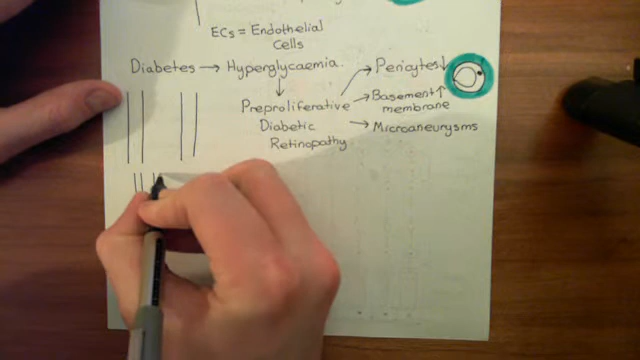 ECs = Endothelial
Cells
Diabetes → Hyperglycaemia.
→ Pericytes↓
↓
Preproliferative → Basement↑
membrane
Diabetic → Microaneurysms
Retinopathy